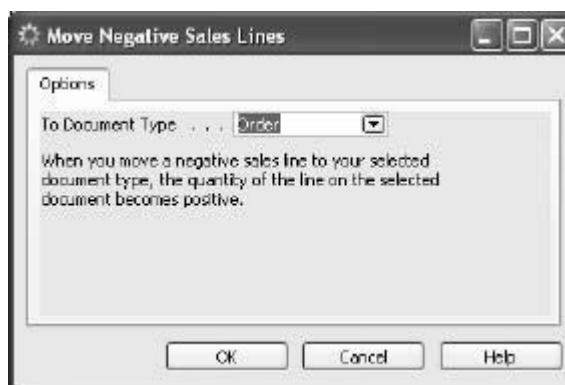 Move Negative Sales Lines
Options
To Document Type . . . Order
When you move a negative sales line to your selected
document type, the quantity of the line on the selected
document becomes positive.
OK Cancel Help